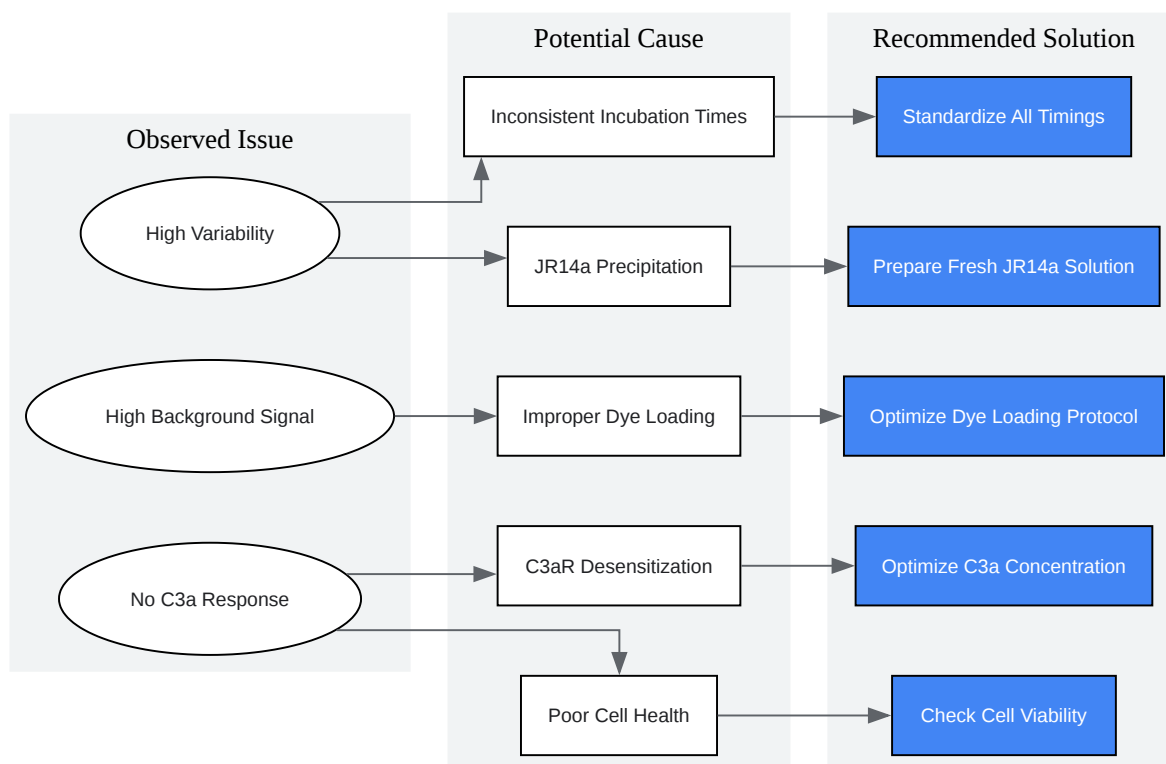 Potential Cause
Recommended Solution
Observed Issue
Inconsistent Incubation Times
Standardize All Timings
High Variability
JR14a Precipitation
Prepare Fresh JR14a Solution
High Background Signal
Improper Dye Loading
Optimize Dye Loading Protocol
No C3a Response
C3aR Desensitization
Optimize C3a Concentration
Poor Cell Health
Check Cell Viability